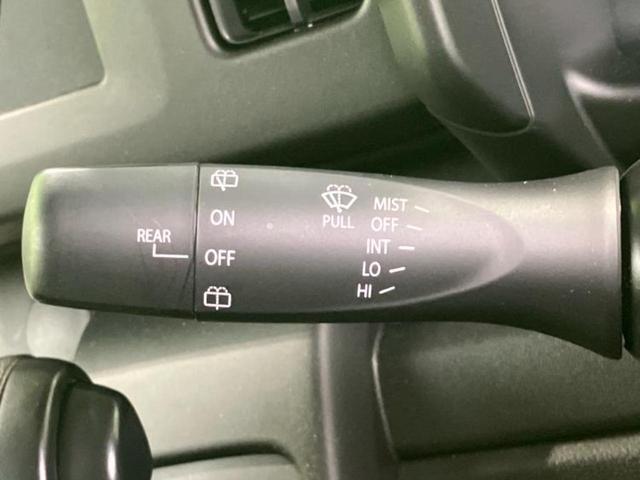 REAR
ON
OFF
PULL
MIST
OFF
INT
LO
HI